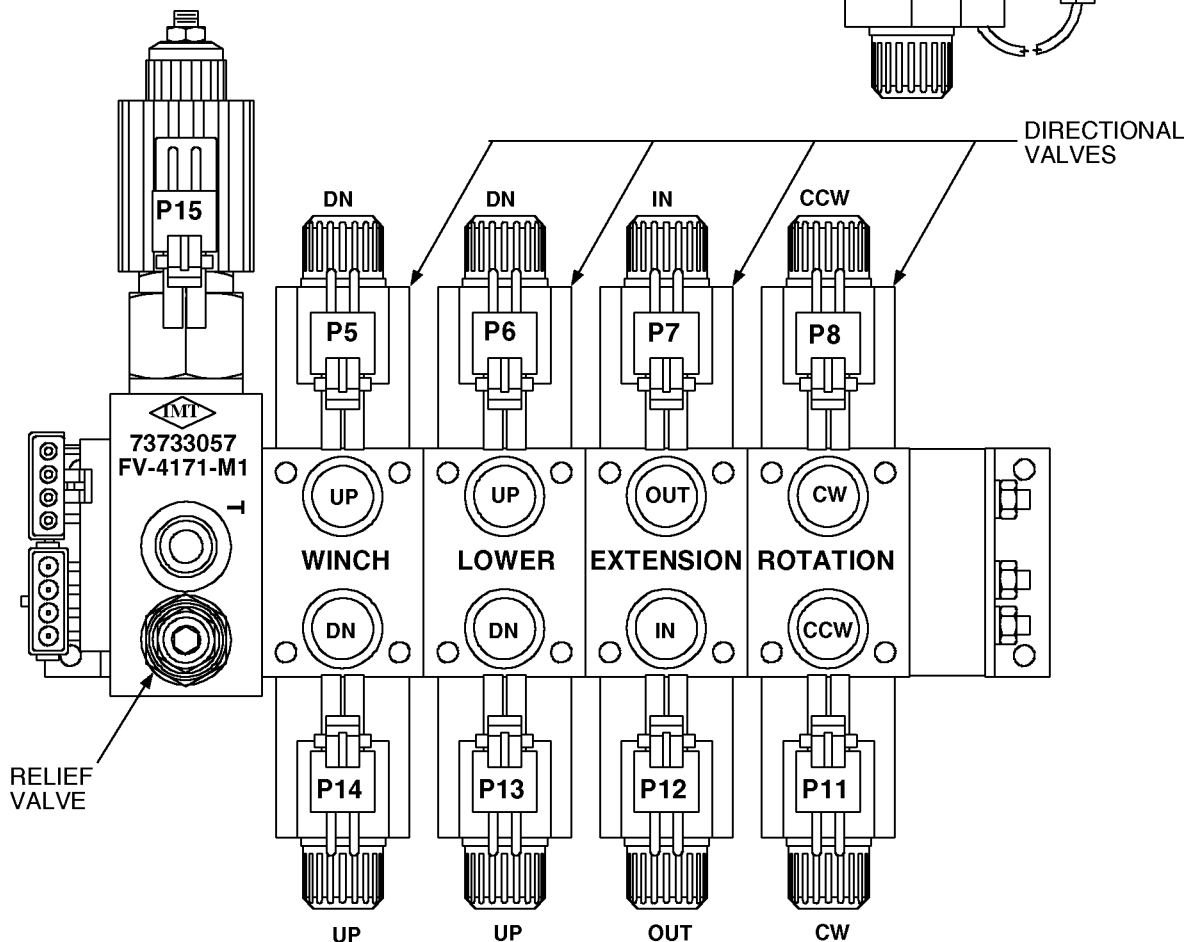 DIRECTIONAL
VALVES
DN
DN
IN
CCW
P15
P5
P6
P7
P8
IMT
73733057
FV-4171-M1
T
UP
UP
OUT
CW
WINCH
LOWER
EXTENSION
ROTATION
DN
DN
IN
CCW
RELIEF
VALVE
P14
P13
P12
P11
UP
UP
OUT
CW